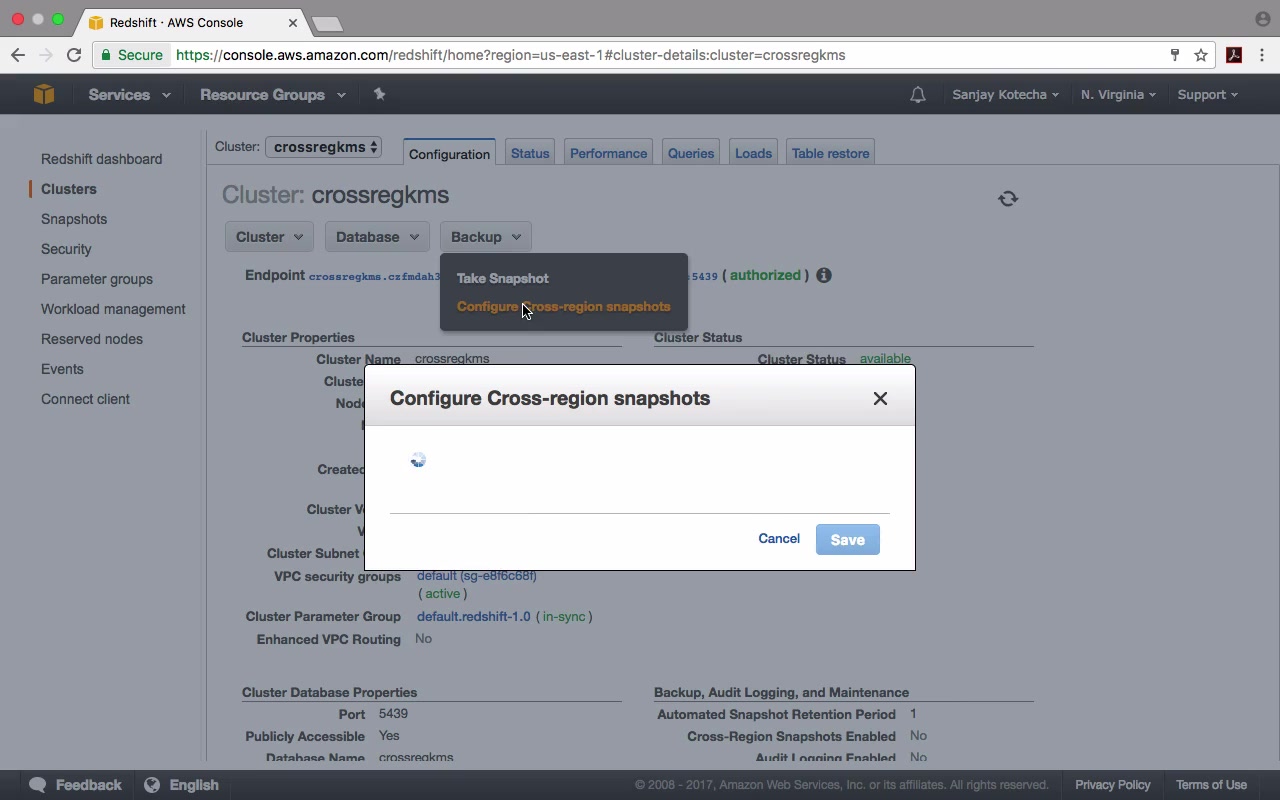 Redshift · AWS Console
Secure https://console.aws.amazon.com/redshift/home?region=us-east-1#cluster-details:cluster=crossregkms
Services Resource Groups Sanjay Kotecha N. Virginia Support
Redshift dashboard
Clusters
Snapshots
Security
Parameter groups
Workload management
Reserved nodes
Events
Connect client
Cluster: crossregkms Configuration Status Performance Queries Loads Table restore
Cluster: crossregkms
Cluster Database Backup
Take Snapshot
Configure Cross-region snapshots
Endpoint crossregkms.czfmdah3 :5439 ( authorized )
Cluster Properties Cluster Status
Cluster Name crossregkms Cluster Status available
Configure Cross-region snapshots
Cancel Save
Cluster
Node
Created
Cluster
Cluster Subnet
VPC security groups default (sg-e8f6c68f)
( active )
Cluster Parameter Group default.redshift-1.0 ( in-sync )
Enhanced VPC Routing No
Cluster Database Properties Backup, Audit Logging, and Maintenance
Port 5439 Automated Snapshot Retention Period 1
Publicly Accessible Yes Cross-Region Snapshots Enabled No
Database Name crossregkms Audit Logging Enabled No
Feedback English © 2008 - 2017, Amazon Web Services, Inc. or its affiliates. All rights reserved. Privacy Policy Terms of Use